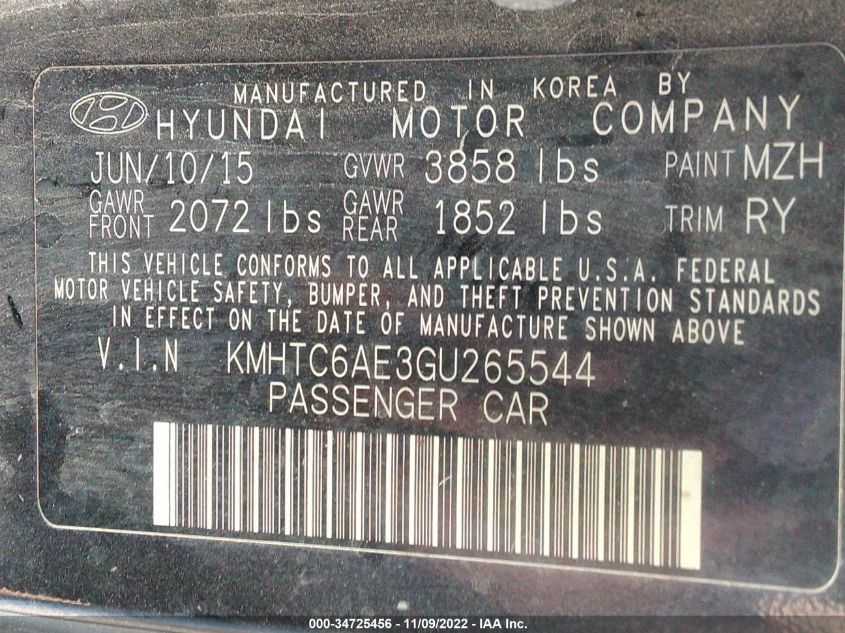 MANUFACTURED IN KOREA BY
HYUNDAI MOTOR COMPANY
JUN/10/15 GVWR 3858 lbs PAINT MZH
GAWR FRONT 2072 lbs GAWR REAR 1852 lbs TRIM RY
THIS VEHICLE CONFORMS TO ALL APPLICABLE U.S.A. FEDERAL
MOTOR VEHICLE SAFETY, BUMPER, AND THEFT PREVENTION STANDARDS
IN EFFECT ON THE DATE OF MANUFACTURE SHOWN ABOVE
V.I.N KMHTC6AE3GU265544
PASSENGER CAR
000-34725456 - 11/09/2022 - IAA Inc.